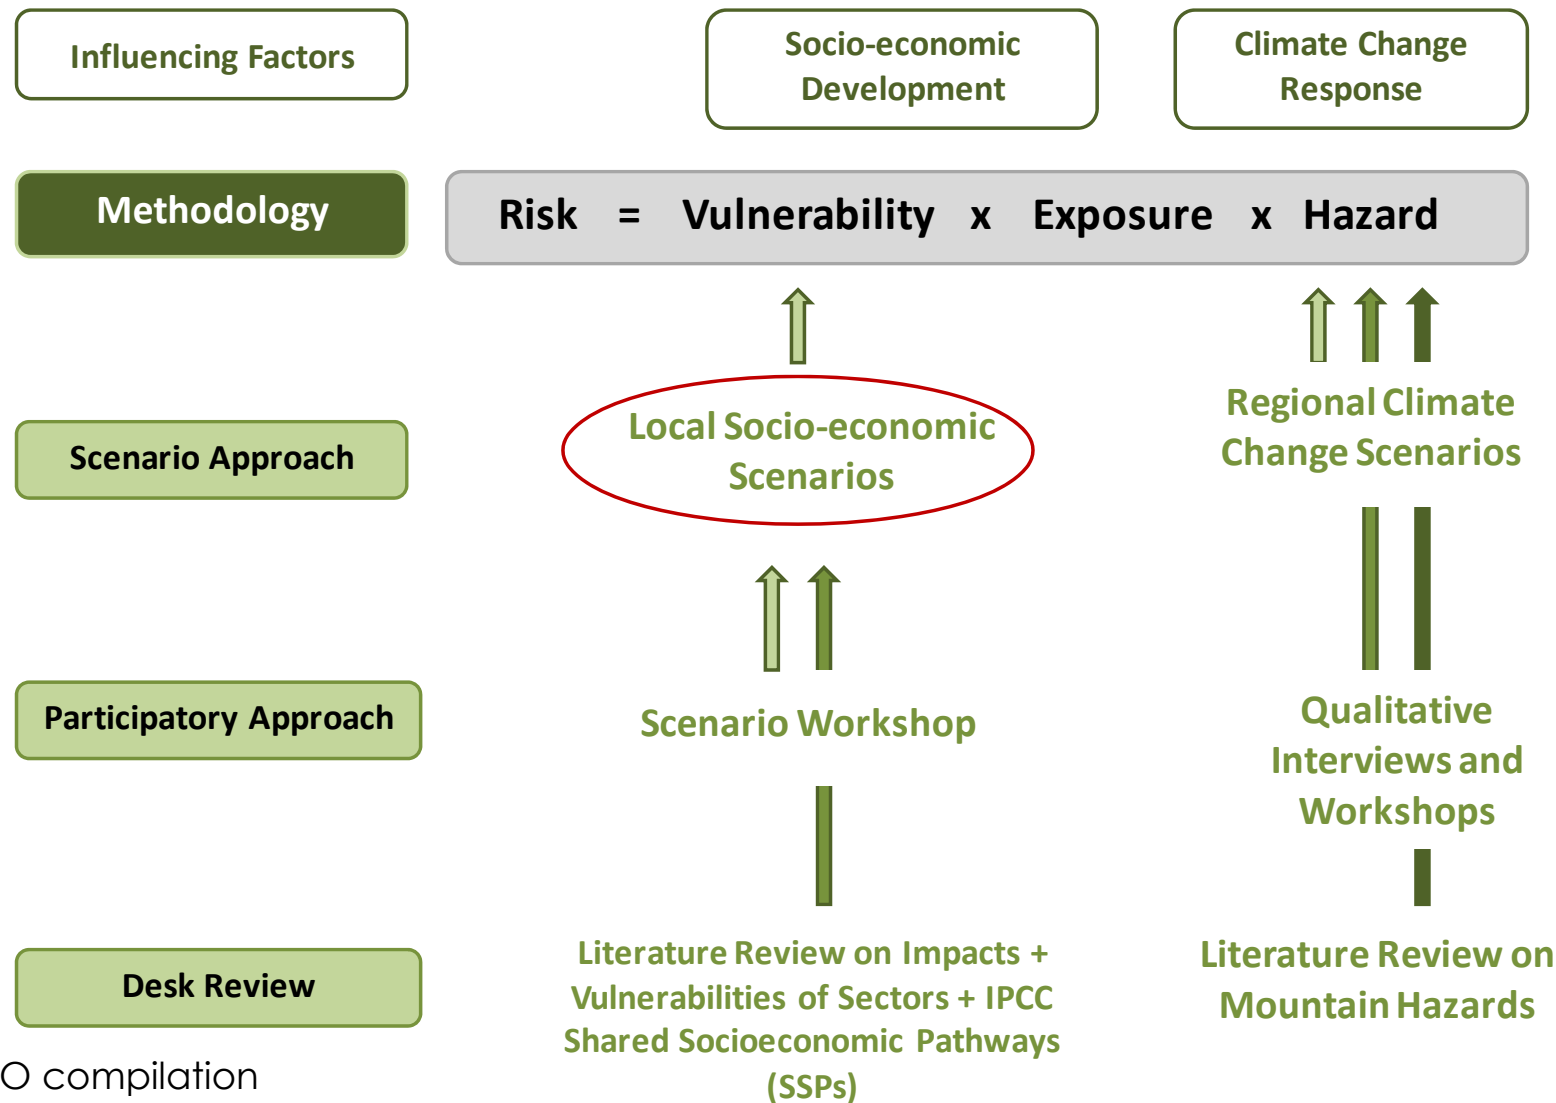 Influencing Factors
Socio-economic
Development
Climate Change
Response
Methodology
Risk = Vulnerability x Exposure x Hazard
Scenario Approach
Local Socio-economic
Scenarios
Regional Climate
Change Scenarios
Participatory Approach
Scenario Workshop
Qualitative
Interviews and
Workshops
Desk Review
Literature Review on Impacts +
Vulnerabilities of Sectors + IPCC
Shared Socioeconomic Pathways
(SSPs)
Literature Review on
Mountain Hazards
O compilation